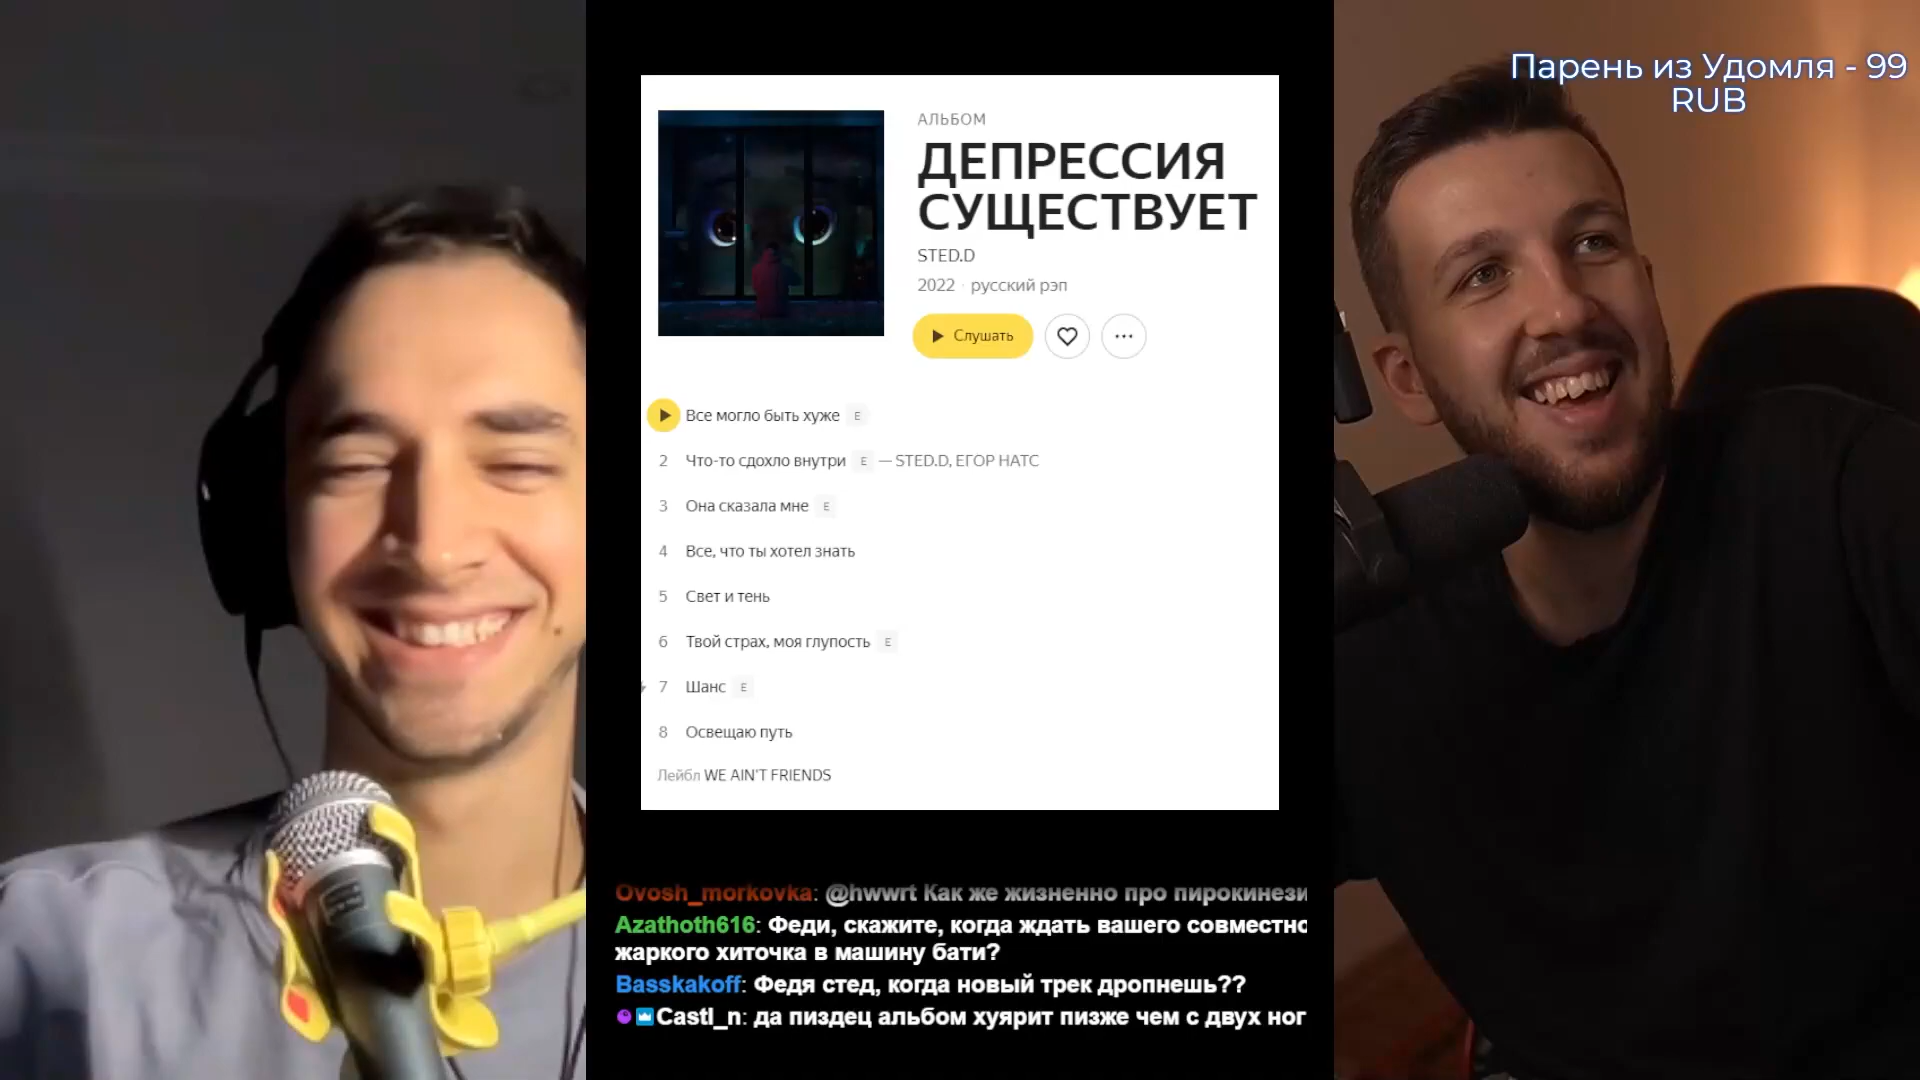 Парень из Удомля - 99
RUB
АЛЬБОМ
ДЕПРЕССИЯ
СУЩЕСТВУЕТ
STED.D
2022 · русский рэп
Слушать
Все могло быть хуже E
2 Что-то сдохло внутри E — STED.D, ЕГОР НАТС
3 Она сказала мне E
4 Все, что ты хотел знать
5 Свет и тень
6 Твой страх, моя глупость E
7 Шанс E
8 Освещаю путь
Лейбл WE AIN'T FRIENDS
Ovosh_morkovka: @hwwrt Как же жизненно про пирокинези
Azathoth616: Феди, скажите, когда ждать вашего совместно
жаркого хиточка в машину бати?
Basskakoff: Федя стед, когда новый трек дропнешь??
Castl_n: да пиздец альбом хуярит пизже чем с двух ног